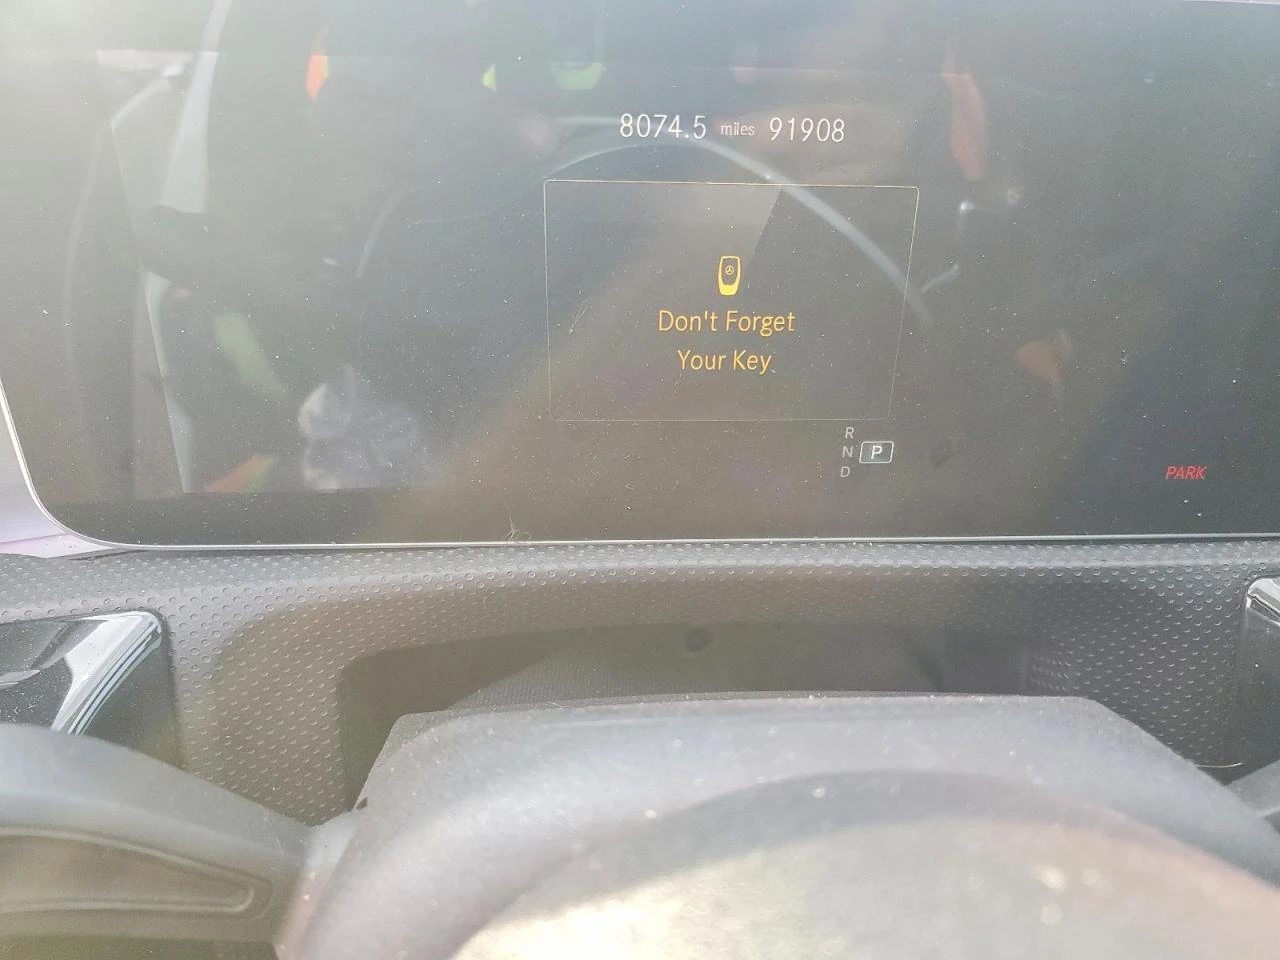 8074.5 miles 91908
Don't Forget
Your Key
R
N P
D
PARK